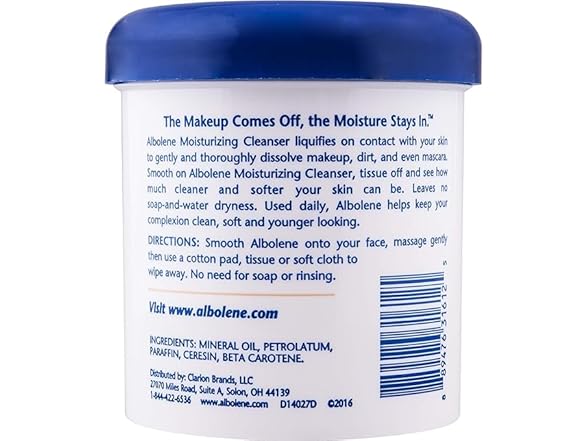 The Makeup Comes Off, the Moisture Stays In.™
Albolene Moisturizing Cleanser liquifies on contact with your skin
to gently and thoroughly dissolve makeup, dirt, and even mascara.
Smooth on Albolene Moisturizing Cleanser, tissue off and see how
much cleaner and softer your skin can be. Leaves no
soap-and-water dryness. Used daily, Albolene helps keep your
complexion clean, soft and younger looking.
DIRECTIONS: Smooth Albolene onto your face, massage gently
then use a cotton pad, tissue or soft cloth to
wipe away. No need for soap or rinsing.
Visit www.albolene.com
INGREDIENTS: MINERAL OIL, PETROLATUM,
PARAFFIN, CERESIN, BETA CAROTENE.
Distributed by: Clarion Brands, LLC
27070 Miles Road, Suite A, Solon, OH 44139
1-844-422-6536 www.albolene.com D14027D ©2016
8 89476 31612 5